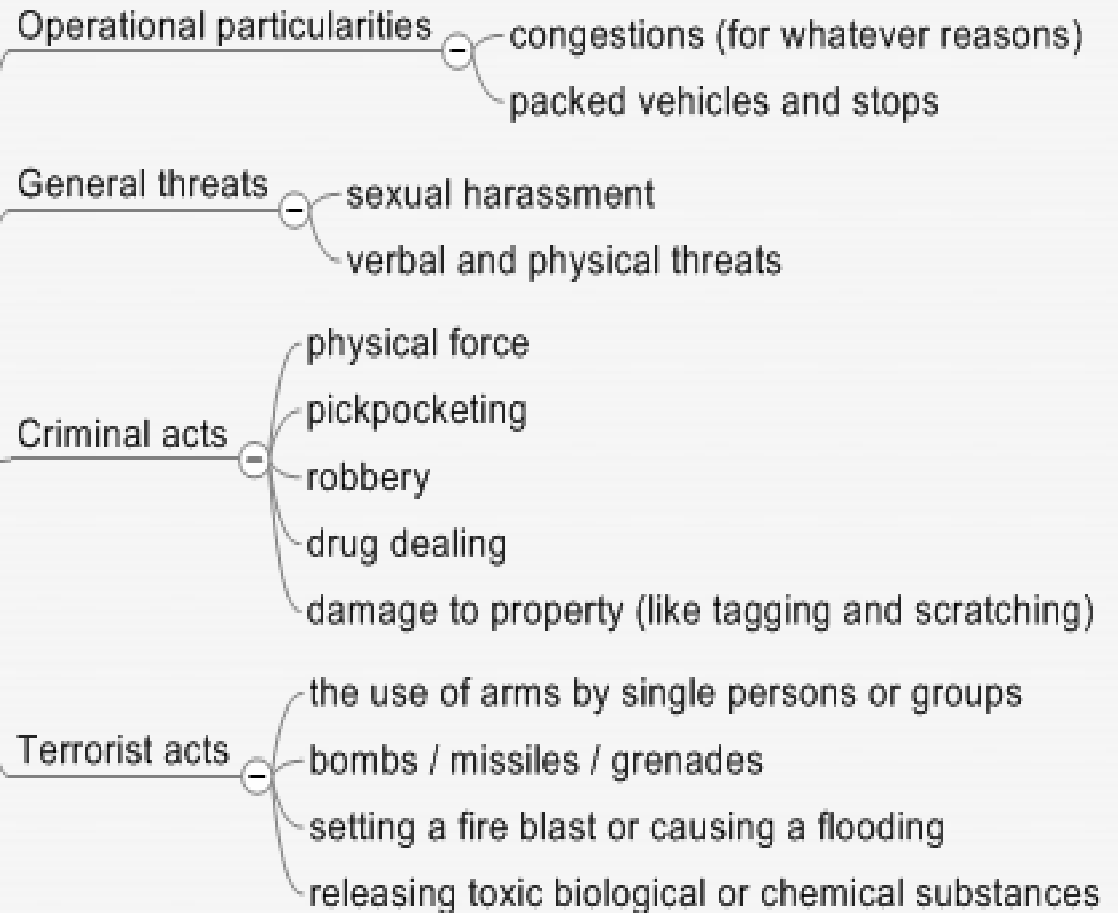 Operational particularities
congestions (for whatever reasons)
packed vehicles and stops
General threats
sexual harassment
verbal and physical threats
Criminal acts
physical force
pickpocketing
robbery
drug dealing
damage to property (like tagging and scratching)
Terrorist acts
the use of arms by single persons or groups
bombs / missiles / grenades
setting a fire blast or causing a flooding
releasing toxic biological or chemical substances